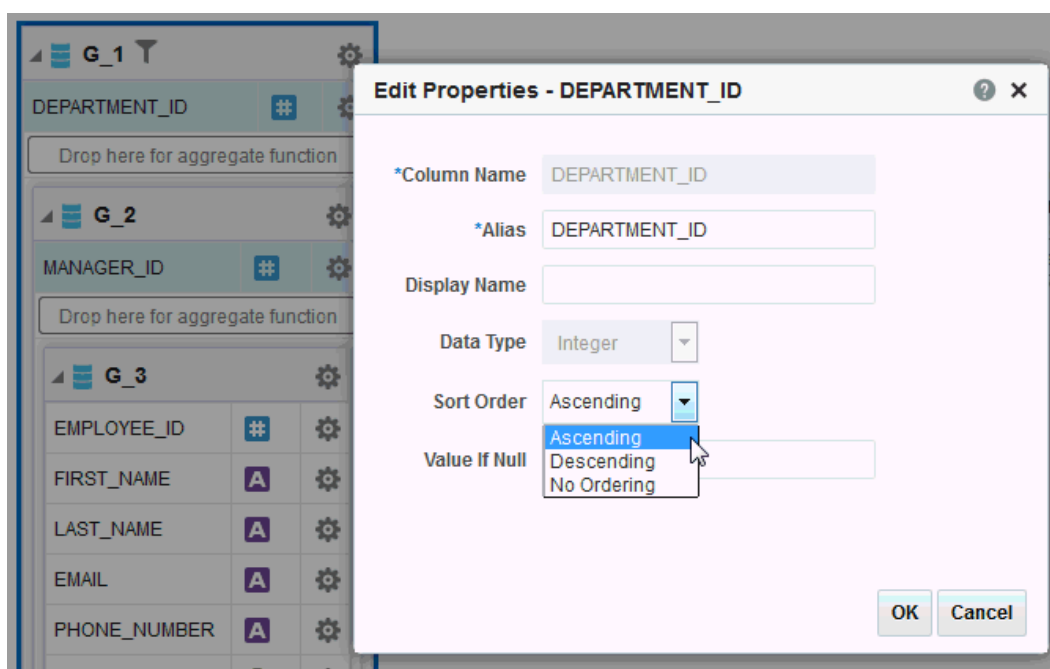 G_1
DEPARTMENT_ID #
Drop here for aggregate function
G_2
MANAGER_ID #
Drop here for aggregate function
G_3
EMPLOYEE_ID #
FIRST_NAME A
LAST_NAME A
EMAIL A
PHONE_NUMBER A
Edit Properties - DEPARTMENT_ID ? ×
*Column Name DEPARTMENT_ID
*Alias DEPARTMENT_ID
Display Name
Data Type Integer
Sort Order Ascending
Ascending
Descending
No Ordering
Value If Null
OK Cancel